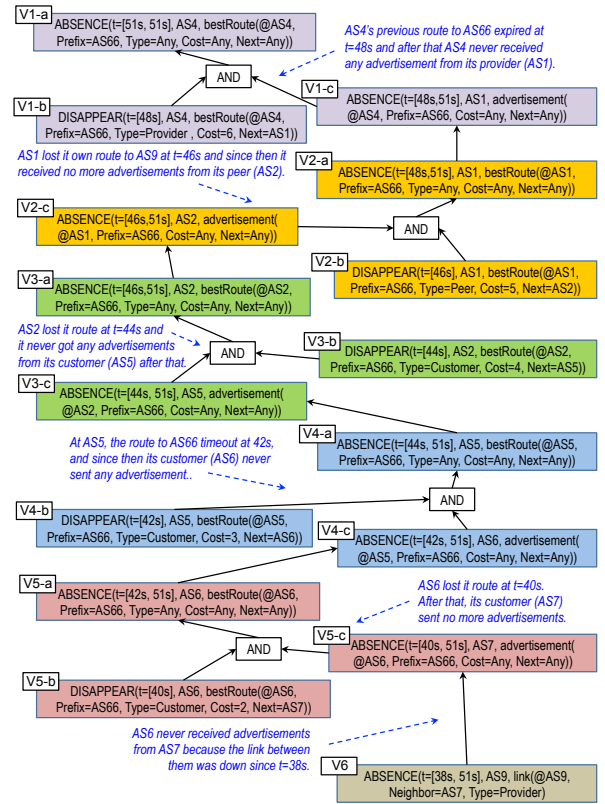 V1-a
ABSENCE(t=[51s, 51s], AS4, bestRoute(@AS4,
Prefix=AS66, Type=Any, Cost=Any, Next=Any))
AS4's previous route to AS66 expired at
t=48s and after that AS4 never received
any advertisement from its provider (AS1).
AND
V1-b
DISAPPEAR(t=[48s], AS4, bestRoute(@AS4,
Prefix=AS66, Type=Provider , Cost=6, Next=AS1))
V1-c
ABSENCE(t=[48s,51s], AS1, advertisement(
@AS4, Prefix=AS66, Cost=Any, Next=Any))
AS1 lost it own route to AS9 at t=46s and since then it
received no more advertisements from its peer (AS2).
V2-a
ABSENCE(t=[48s,51s], AS1, bestRoute(@AS1,
Prefix=AS66, Type=Any, Cost=Any, Next=Any))
V2-c
ABSENCE(t=[46s,51s], AS2, advertisement(
@AS1, Prefix=AS66, Cost=Any, Next=Any))
AND
V2-b
DISAPPEAR(t=[46s], AS1, bestRoute(@AS1,
Prefix=AS66, Type=Peer, Cost=5, Next=AS2))
V3-a
ABSENCE(t=[46s,51s], AS2, bestRoute(@AS2,
Prefix=AS66, Type=Any, Cost=Any, Next=Any))
AS2 lost it route at t=44s and
it never got any advertisements
from its customer (AS5) after that.
AND
V3-b
DISAPPEAR(t=[44s], AS2, bestRoute(@AS2,
Prefix=AS66, Type=Customer, Cost=4, Next=AS5))
V3-c
ABSENCE(t=[44s, 51s], AS5, advertisement(
@AS2, Prefix=AS66, Cost=Any, Next=Any))
V4-a
ABSENCE(t=[44s, 51s], AS5, bestRoute(@AS5,
Prefix=AS66, Type=Any, Cost=Any, Next=Any))
At AS5, the route to AS66 timeout at 42s,
and since then its customer (AS6) never
sent any advertisement..
AND
V4-b
DISAPPEAR(t=[42s], AS5, bestRoute(@AS5,
Prefix=AS66, Type=Customer, Cost=3, Next=AS6))
V4-c
ABSENCE(t=[42s, 51s], AS6, advertisement(
@AS5, Prefix=AS66, Cost=Any, Next=Any))
V5-a
ABSENCE(t=[42s, 51s], AS6, bestRoute(@AS6,
Prefix=AS66, Type=Any, Cost=Any, Next=Any))
AS6 lost it route at t=40s.
After that, its customer (AS7)
sent no more advertisements.
AND
V5-c
ABSENCE(t=[40s, 51s], AS7, advertisement(
@AS6, Prefix=AS66, Cost=Any, Next=Any))
V5-b
DISAPPEAR(t=[40s], AS6, bestRoute(@AS6,
Prefix=AS66, Type=Customer, Cost=2, Next=AS7))
AS6 never received advertisements
from AS7 because the link between
them was down since t=38s.
V6
ABSENCE(t=[38s, 51s], AS9, link(@AS9,
Neighbor=AS7, Type=Provider)